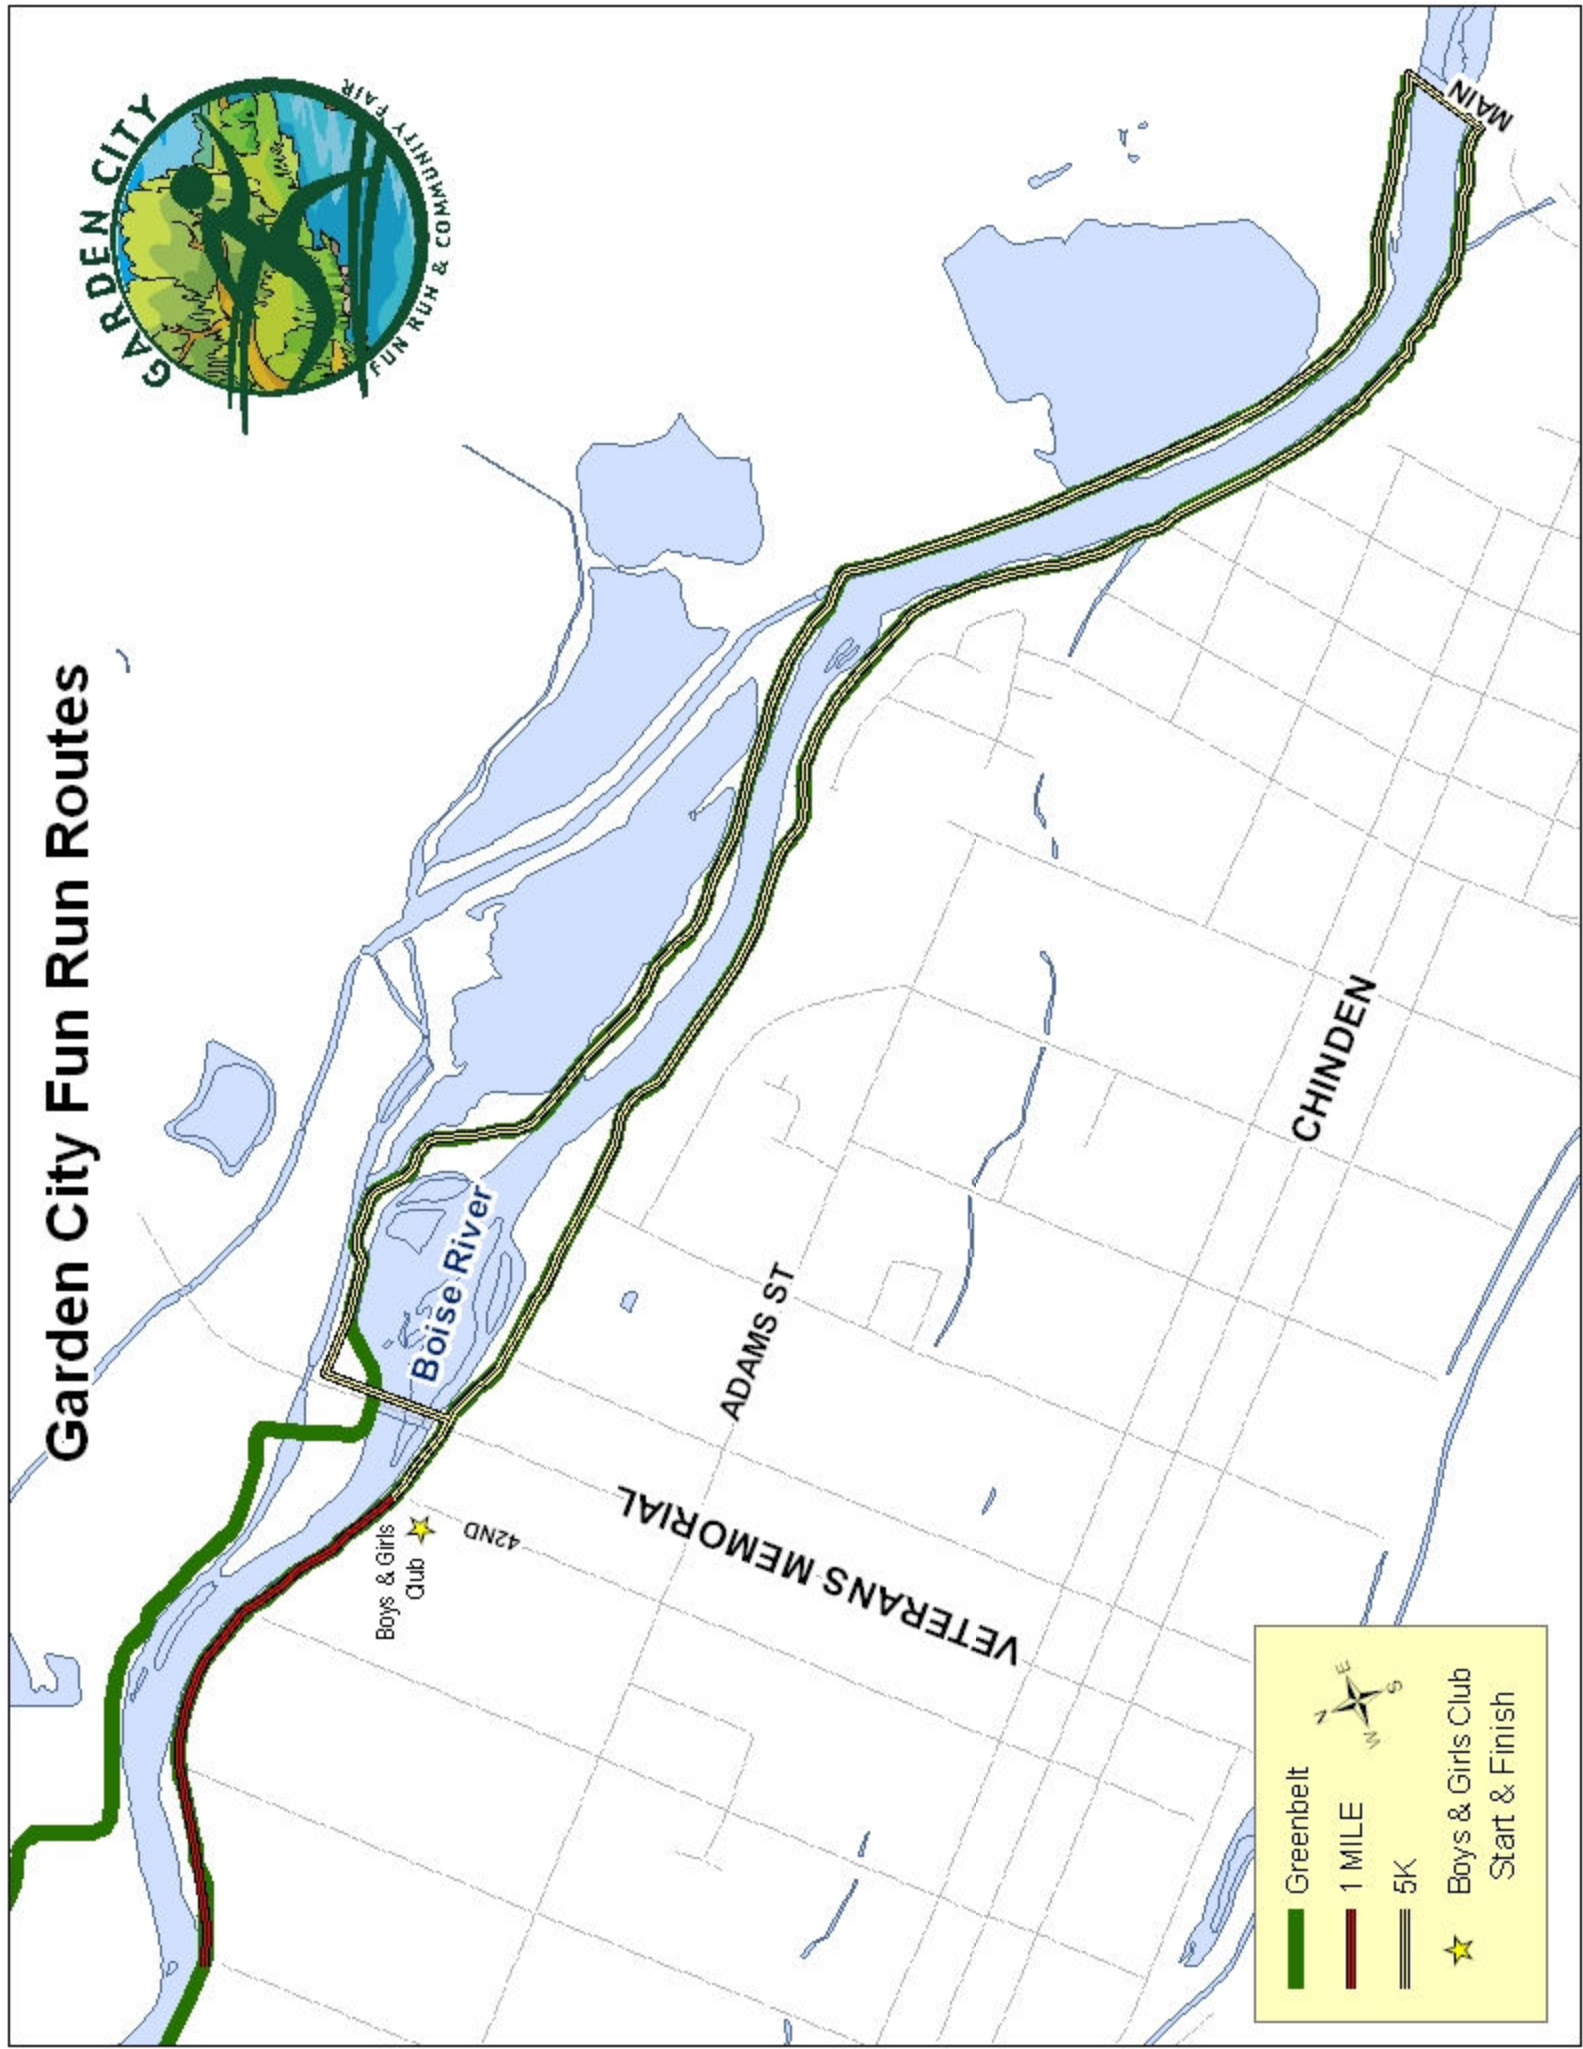 Garden City Fun Run Routes
GARDEN CITY
FUN RUN & COMMUNITY FAIR
MAIN
Boise River
ADAMS ST
CHINDEN
VETERANS MEMORIAL
42ND
Boys & Girls
Club
Greenbelt
1 MILE
5K
Boys & Girls Club
Start & Finish
N
E
S
W